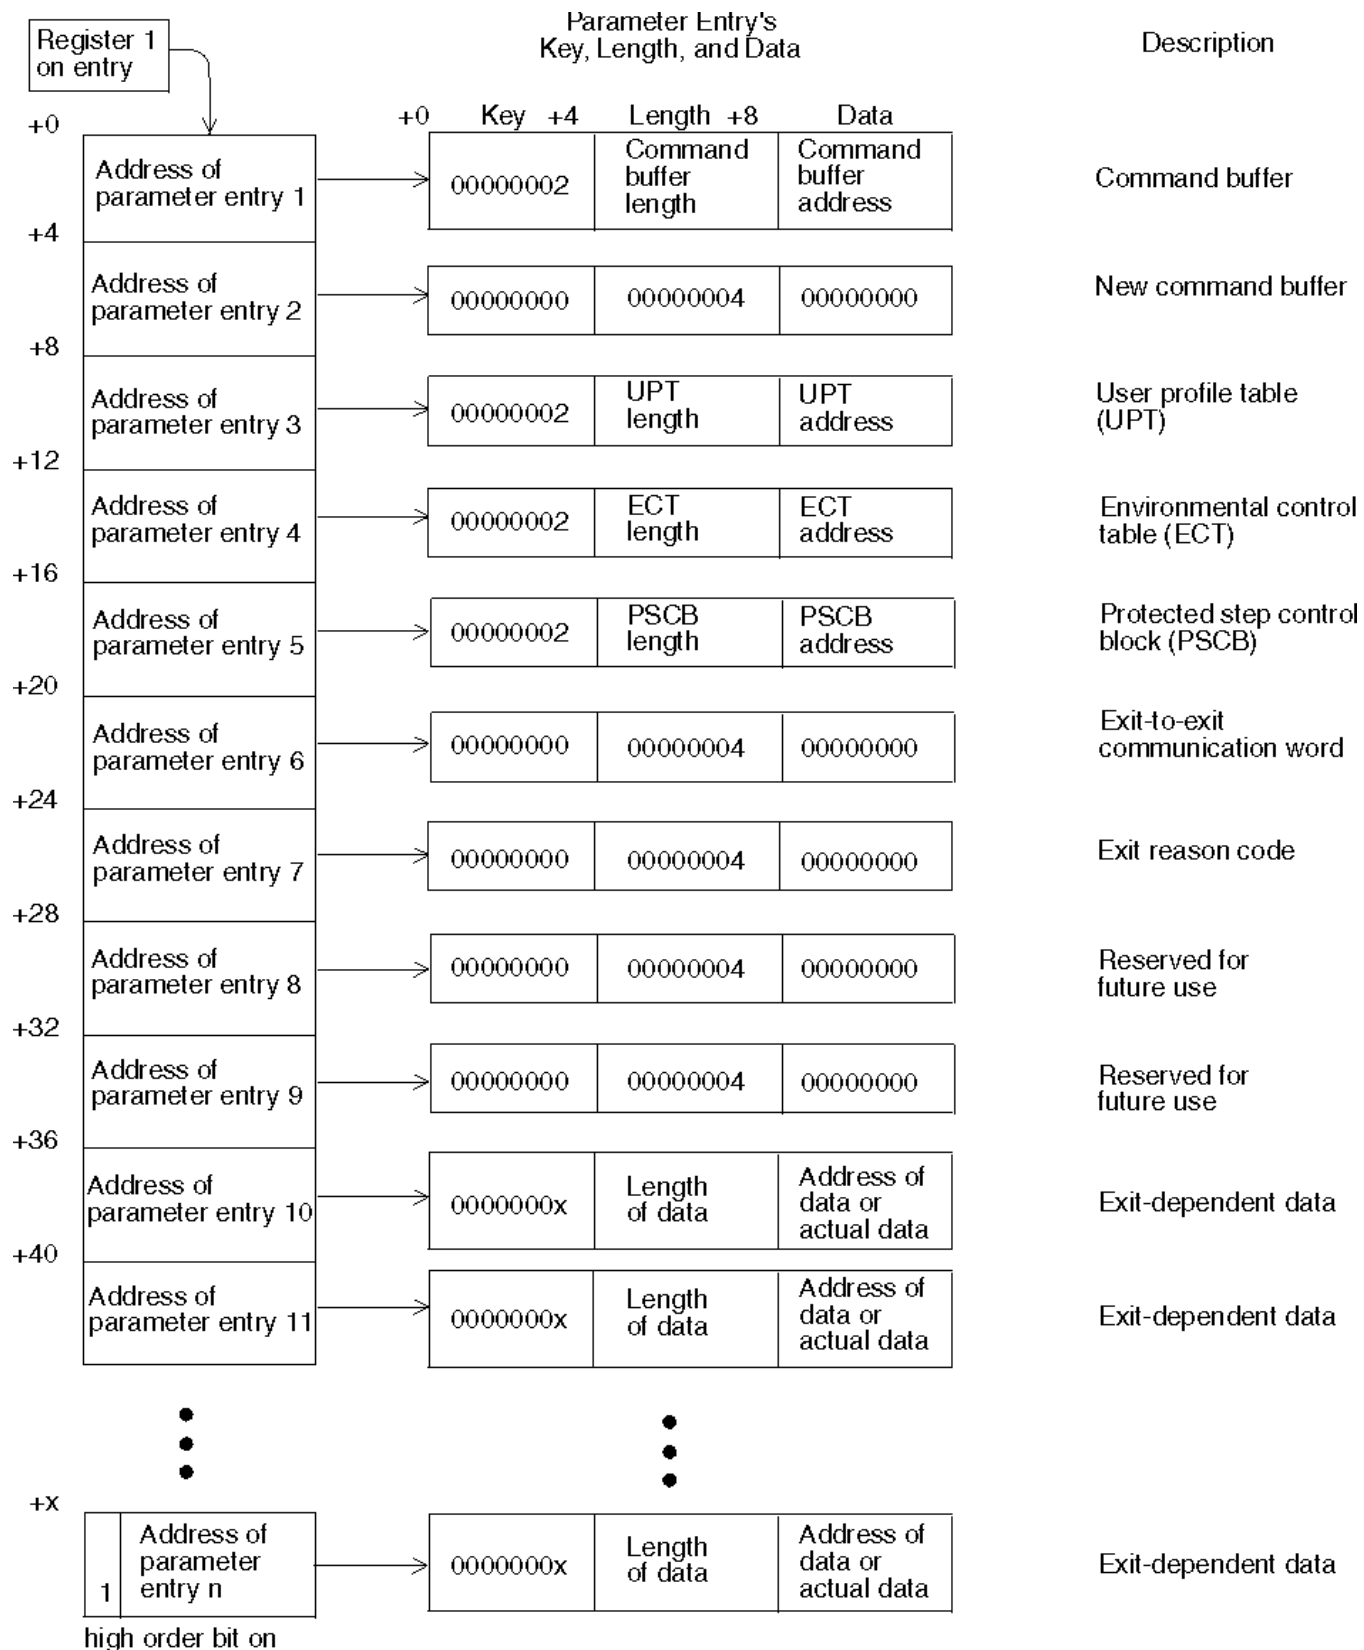 Parameter Entry's
Key, Length, and Data
Description
Register 1
on entry
+0
+0 Key +4 Length +8 Data
Address of
parameter entry 1
00000002
Command
buffer
length
Command
buffer
address
Command buffer
+4
Address of
parameter entry 2
00000000
00000004
00000000
New command buffer
+8
Address of
parameter entry 3
00000002
UPT
length
UPT
address
User profile table
(UPT)
+12
Address of
parameter entry 4
00000002
ECT
length
ECT
address
Environmental control
table (ECT)
+16
Address of
parameter entry 5
00000002
PSCB
length
PSCB
address
Protected step control
block (PSCB)
+20
Address of
parameter entry 6
00000000
00000004
00000000
Exit-to-exit
communication word
+24
Address of
parameter entry 7
00000000
00000004
00000000
Exit reason code
+28
Address of
parameter entry 8
00000000
00000004
00000000
Reserved for
future use
+32
Address of
parameter entry 9
00000000
00000004
00000000
Reserved for
future use
+36
Address of
parameter entry 10
0000000x
Length
of data
Address of
data or
actual data
Exit-dependent data
+40
Address of
parameter entry 11
0000000x
Length
of data
Address of
data or
actual data
Exit-dependent data
+x
1
Address of
parameter
entry n
0000000x
Length
of data
Address of
data or
actual data
Exit-dependent data
high order bit on